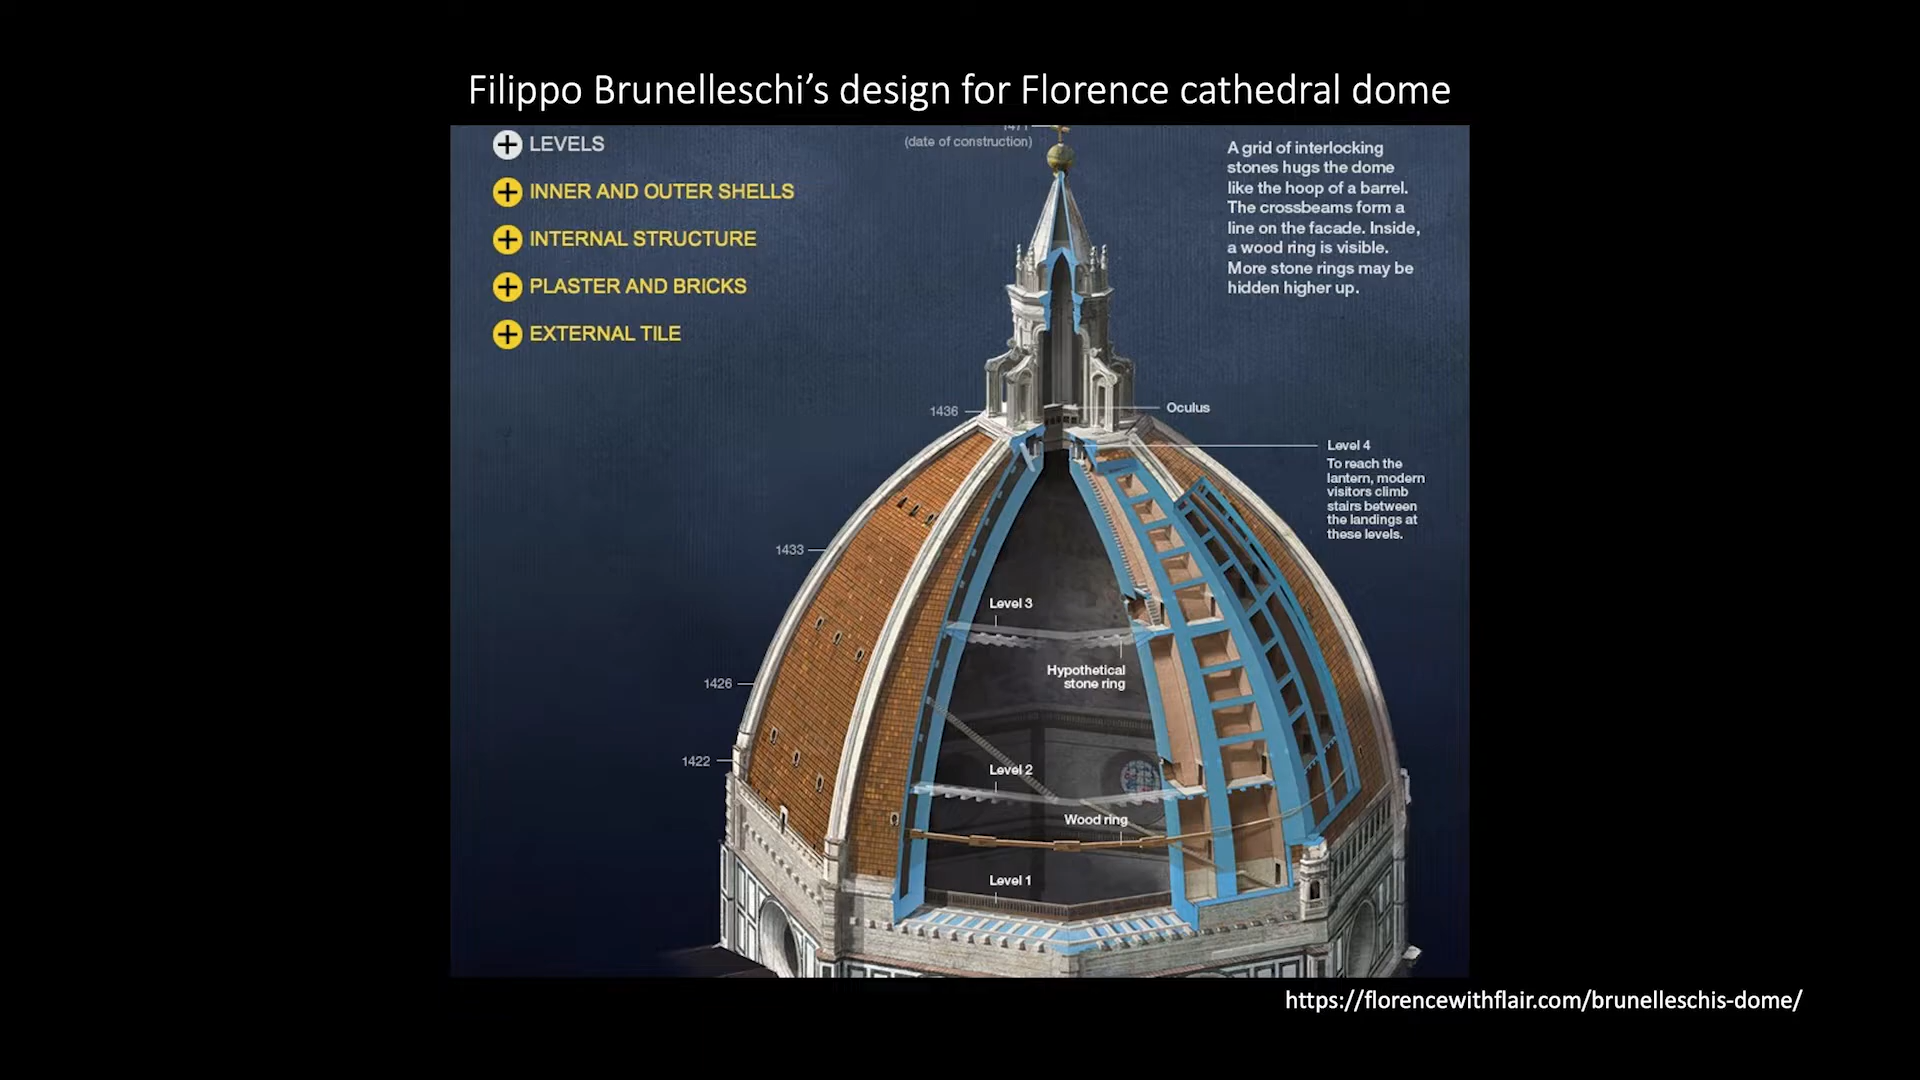 Filippo Brunelleschi’s design for Florence cathedral dome
LEVELS
INNER AND OUTER SHELLS
INTERNAL STRUCTURE
PLASTER AND BRICKS
EXTERNAL TILE
(date of construction)
A grid of interlocking
stones hugs the dome
like the hoop of a barrel.
The crossbeams form a
line on the facade. Inside,
a wood ring is visible.
More stone rings may be
hidden higher up.
1436
Oculus
Level 4
To reach the
lantern, modern
visitors climb
stairs between
the landings at
these levels.
1433
Level 3
Hypothetical
stone ring
1426
1422
Level 2
Wood ring
Level 1
https://florencewithflair.com/brunelleschis-dome/